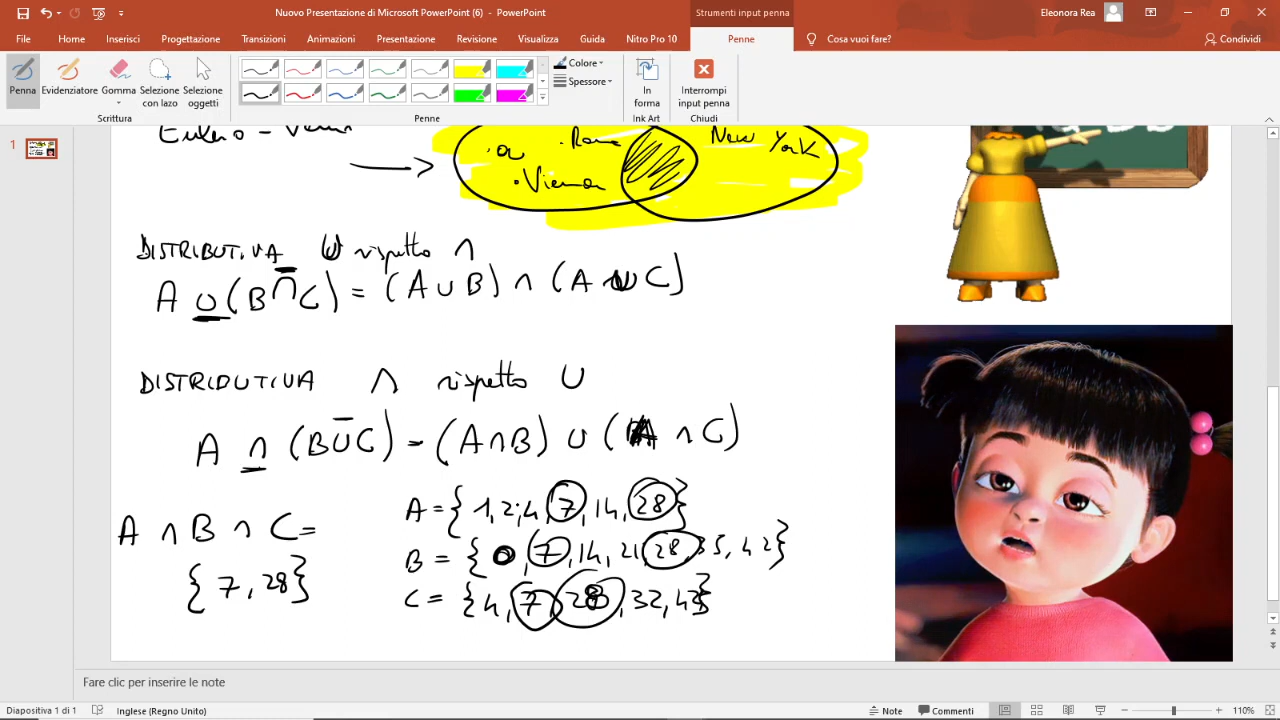 Nuovo Presentazione di Microsoft PowerPoint (6) - PowerPoint
Strumenti input penna
Eleonora Rea
File Home Inserisci Progettazione Transizioni Animazioni Presentazione Revisione Visualizza Guida Nitro Pro 10 Penne Cosa vuoi fare? Condividi
Penna Evidenziatore Gomma Selezione con lazo Selezione oggetti
Colore
Spessore
In forma
Interrompi input penna
Scrittura Penne Ink Art Chiudi
1
Eulero - Venn
. Roma New York
. Vienna
DISTRIBUTIVA ∪ rispetto ∩
A ∪ (B ∩ C) = (A ∪ B) ∩ (A ∪ C)
DISTRIBUTIVA ∩ rispetto ∪
A ∩ (B ∪ C) = (A ∩ B) ∪ (A ∩ C)
A = { 1, 2, 4, 7, 14, 28 }
A ∩ B ∩ C =
B = { 0, 7, 14, 21, 28, 35, 42 }
{ 7, 28 }
C = { 4, 7, 28, 32, 42 }
Fare clic per inserire le note
Diapositiva 1 di 1 Inglese (Regno Unito) Note Commenti 110%